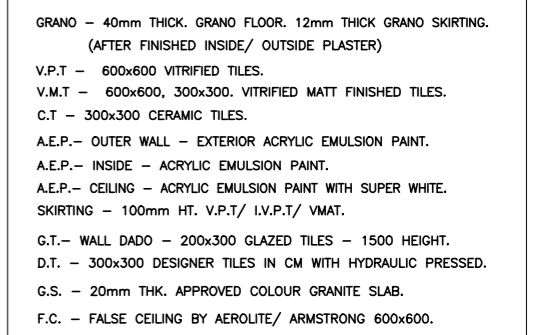 GRANO – 40mm THICK. GRANO FLOOR. 12mm THICK GRANO SKIRTING.
(AFTER FINISHED INSIDE/ OUTSIDE PLASTER)
V.P.T – 600x600 VITRIFIED TILES.
V.M.T – 600x600, 300x300. VITRIFIED MATT FINISHED TILES.
C.T – 300x300 CERAMIC TILES.
A.E.P.– OUTER WALL – EXTERIOR ACRYLIC EMULSION PAINT.
A.E.P.– INSIDE – ACRYLIC EMULSION PAINT.
A.E.P.– CEILING – ACRYLIC EMULSION PAINT WITH SUPER WHITE.
SKIRTING – 100mm HT. V.P.T/ I.V.P.T/ VMAT.
G.T.– WALL DADO – 200x300 GLAZED TILES – 1500 HEIGHT.
D.T. – 300x300 DESIGNER TILES IN CM WITH HYDRAULIC PRESSED.
G.S. – 20mm THK. APPROVED COLOUR GRANITE SLAB.
F.C. – FALSE CEILING BY AEROLITE/ ARMSTRONG 600x600.